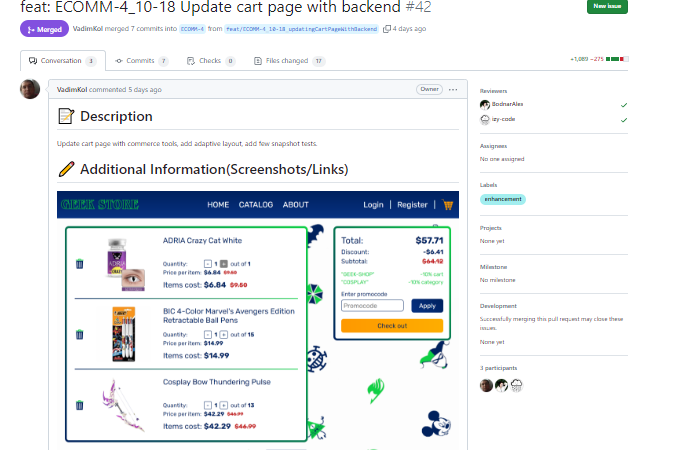 feat: ECOMM-4_10-18 Update cart page with backend #42
New issue
Merged VadimKol merged 7 commits into ECOMM-4 from feat/ECOMM-4_10-18_updatingCartPageWithBackend 4 days ago
Conversation 3 Commits 7 Checks 0 Files changed 17 +1,089 −275
VadimKol commented 5 days ago Owner ...
Description
Update cart page with commerce tools, add adaptive layout, add few snapshot tests.
Additional Information(Screenshots/Links)
GEEK STORE HOME CATALOG ABOUT Login | Register |
ADRIA Crazy Cat White
Quantity: - 1 + out of 1
Price per item: $6.84 $9.50
Items cost: $6.84 $9.50
BIC 4-Color Marvel's Avengers Edition
Retractable Ball Pens
Quantity: - 1 + out of 15
Price per item: $14.99
Items cost: $14.99
Cosplay Bow Thundering Pulse
Quantity: - 1 + out of 13
Price per item: $42.29 $46.99
Items cost: $42.29 $46.99
Total: $57.71
Discount: -$6.41
Subtotal: $64.12
"GEEK-SHOP" -10% cart
"COSPLAY" -10% category
Enter promocode
Promocode Apply
Check out
Reviewers
BodnarAlex
izy-code
Assignees
No one assigned
Labels
enhancement
Projects
None yet
Milestone
No milestone
Development
Successfully merging this pull request may close these
issues.
None yet
3 participants